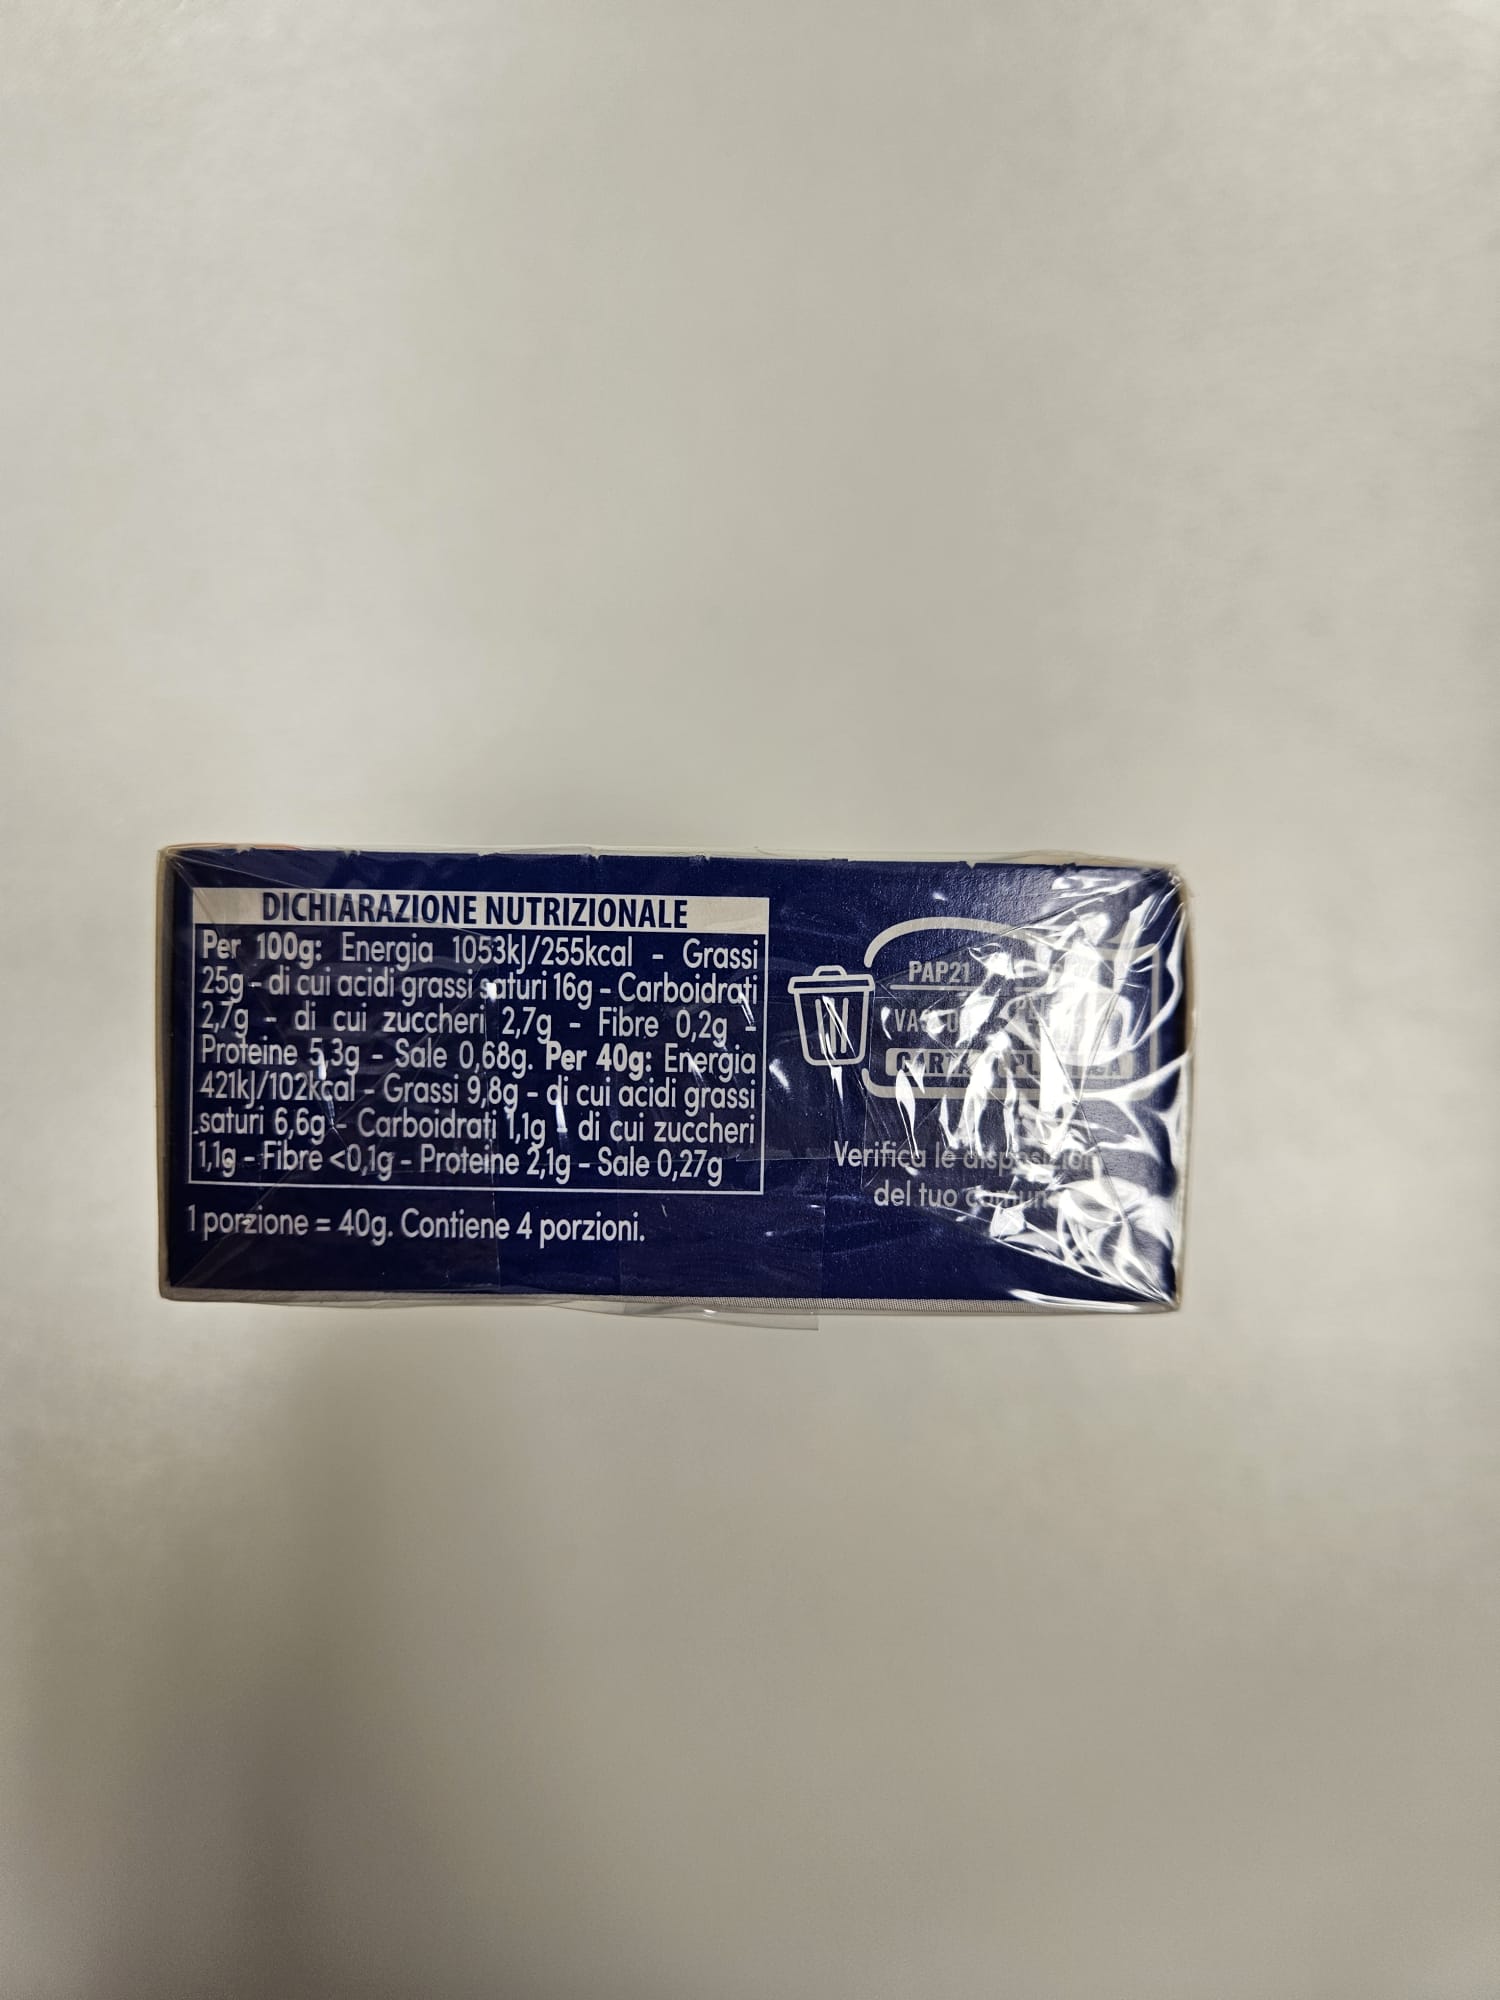 DICHIARAZIONE NUTRIZIONALE
Per 100g: Energia 1053kJ/255kcal – Grassi
25g – di cui acidi grassi saturi 16g – Carboidrati
2,7g – di cui zuccheri 2,7g – Fibre 0,2g –
Proteine 5,3g – Sale 0,68g. Per 40g: Energia
421kJ/102kcal – Grassi 9,8g – di cui acidi grassi
saturi 6,6g – Carboidrati 1,1g – di cui zuccheri
1,1g – Fibre <0,1g – Proteine 2,1g – Sale 0,27g
1 porzione = 40g. Contiene 4 porzioni.
PAP21
CARTA
Verifica le disposizioni
del tuo comune